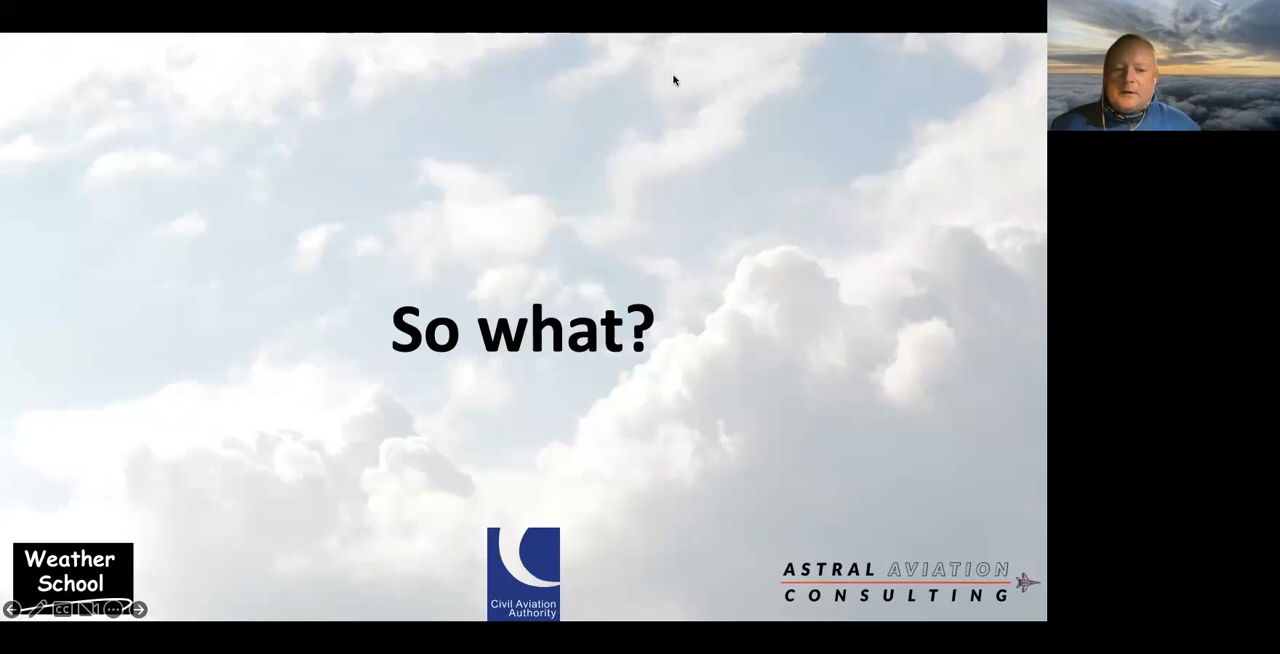 So what?
Weather
School
Civil Aviation
Authority
ASTRAL AVIATION
CONSULTING